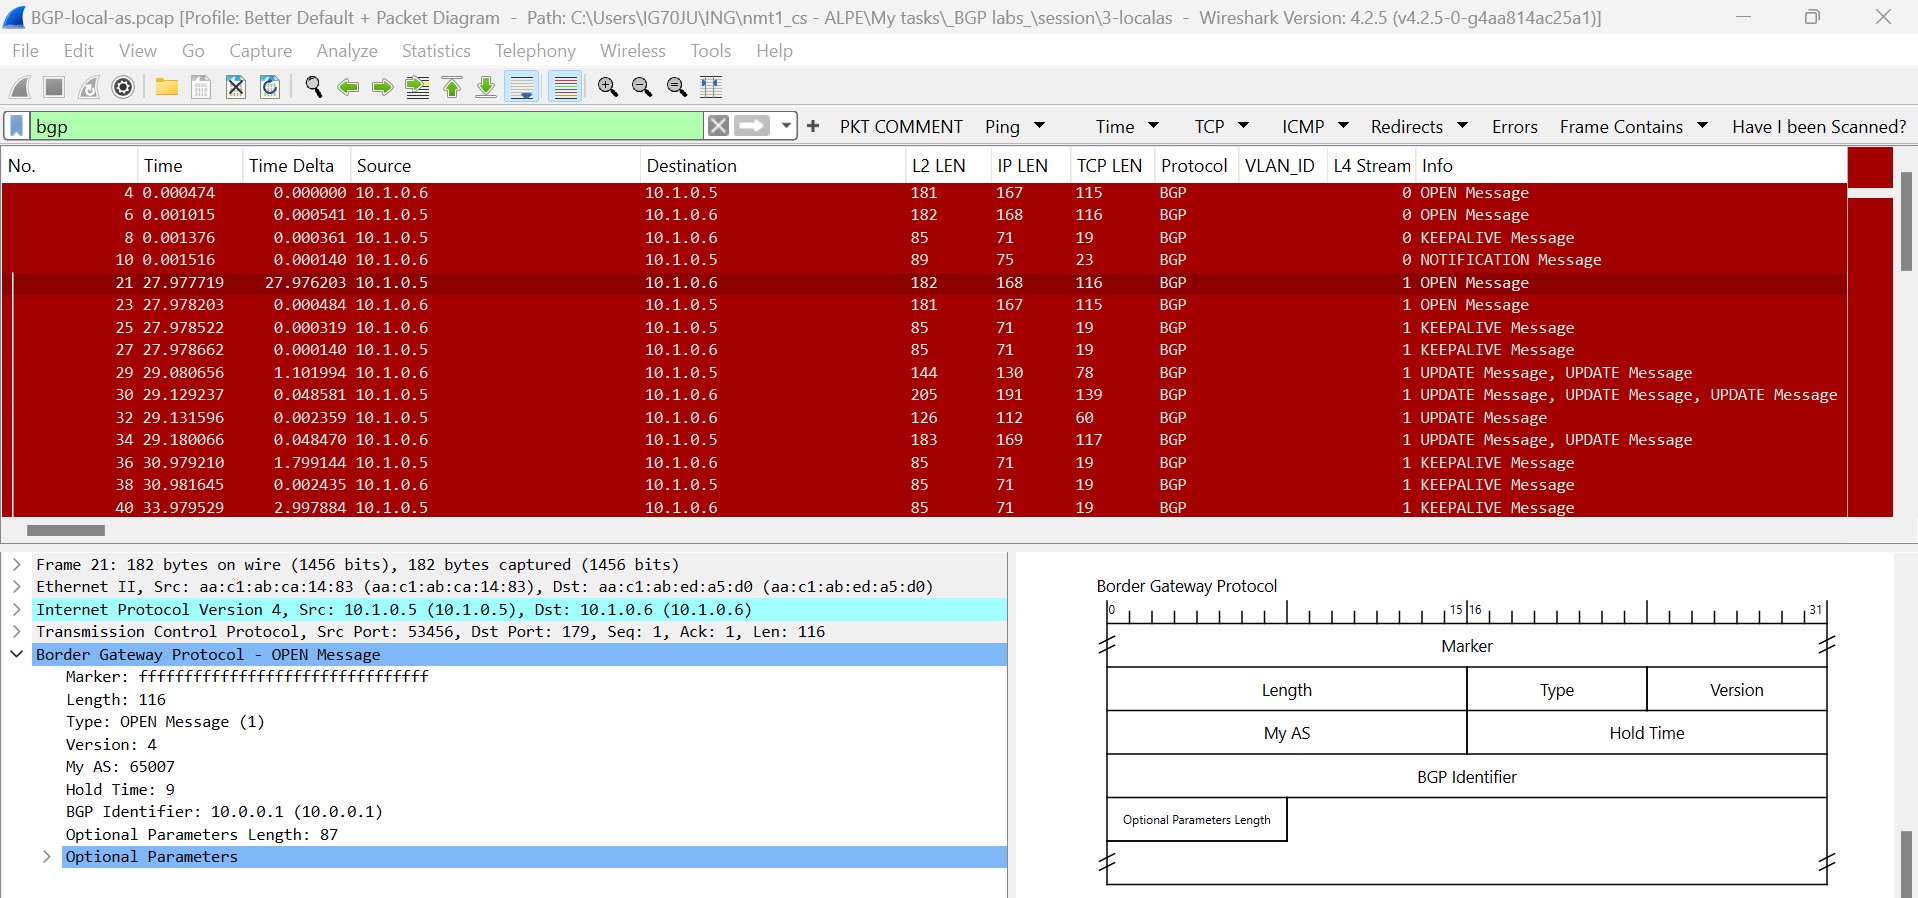 BGP-local-as.pcap [Profile: Better Default + Packet Diagram - Path: C:\Users\IG70JU\ING\nmt1_cs - ALPE\My tasks\_BGP labs_\session\3-localas - Wireshark Version: 4.2.5 (v4.2.5-0-g4aa814ac25a1)]
File Edit View Go Capture Analyze Statistics Telephony Wireless Tools Help
bgp + PKT COMMENT Ping Time TCP ICMP Redirects Errors Frame Contains Have I been Scanned?
No. Time Time Delta Source Destination L2 LEN IP LEN TCP LEN Protocol VLAN_ID L4 Stream Info
4 0.000474 0.000000 10.1.0.6 10.1.0.5 181 167 115 BGP 0 OPEN Message
6 0.001015 0.000541 10.1.0.5 10.1.0.6 182 168 116 BGP 0 OPEN Message
8 0.001376 0.000361 10.1.0.5 10.1.0.6 85 71 19 BGP 0 KEEPALIVE Message
10 0.001516 0.000140 10.1.0.6 10.1.0.5 89 75 23 BGP 0 NOTIFICATION Message
21 27.977719 27.976203 10.1.0.5 10.1.0.6 182 168 116 BGP 1 OPEN Message
23 27.978203 0.000484 10.1.0.6 10.1.0.5 181 167 115 BGP 1 OPEN Message
25 27.978522 0.000319 10.1.0.6 10.1.0.5 85 71 19 BGP 1 KEEPALIVE Message
27 27.978662 0.000140 10.1.0.5 10.1.0.6 85 71 19 BGP 1 KEEPALIVE Message
29 29.080656 1.101994 10.1.0.6 10.1.0.5 144 130 78 BGP 1 UPDATE Message, UPDATE Message
30 29.129237 0.048581 10.1.0.5 10.1.0.6 205 191 139 BGP 1 UPDATE Message, UPDATE Message, UPDATE Message
32 29.131596 0.002359 10.1.0.5 10.1.0.6 126 112 60 BGP 1 UPDATE Message
34 29.180066 0.048470 10.1.0.6 10.1.0.5 183 169 117 BGP 1 UPDATE Message, UPDATE Message
36 30.979210 1.799144 10.1.0.5 10.1.0.6 85 71 19 BGP 1 KEEPALIVE Message
38 30.981645 0.002435 10.1.0.6 10.1.0.5 85 71 19 BGP 1 KEEPALIVE Message
40 33.979529 2.997884 10.1.0.5 10.1.0.6 85 71 19 BGP 1 KEEPALIVE Message
Frame 21: 182 bytes on wire (1456 bits), 182 bytes captured (1456 bits)
Ethernet II, Src: aa:c1:ab:ca:14:83 (aa:c1:ab:ca:14:83), Dst: aa:c1:ab:ed:a5:d0 (aa:c1:ab:ed:a5:d0)
Internet Protocol Version 4, Src: 10.1.0.5 (10.1.0.5), Dst: 10.1.0.6 (10.1.0.6)
Transmission Control Protocol, Src Port: 53456, Dst Port: 179, Seq: 1, Ack: 1, Len: 116
Border Gateway Protocol - OPEN Message
Marker: ffffffffffffffffffffffffffffffff
Length: 116
Type: OPEN Message (1)
Version: 4
My AS: 65007
Hold Time: 9
BGP Identifier: 10.0.0.1 (10.0.0.1)
Optional Parameters Length: 87
Optional Parameters
Border Gateway Protocol
0 15 16 31
Marker
Length Type Version
My AS Hold Time
BGP Identifier
Optional Parameters Length